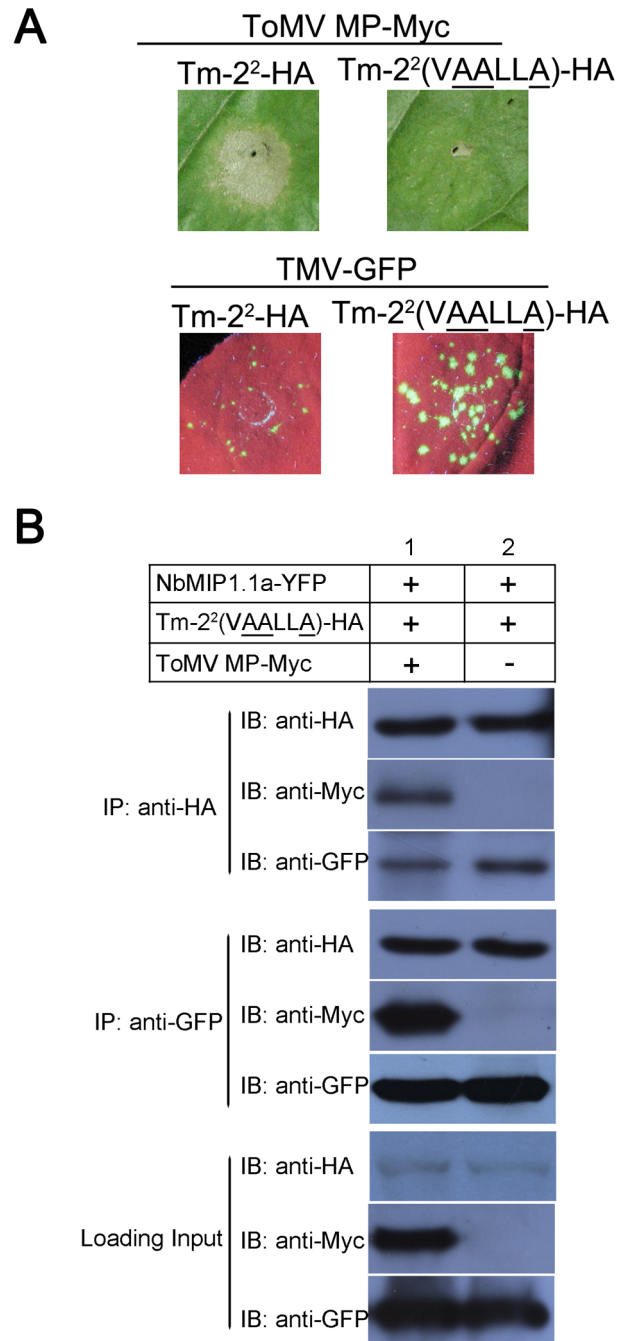 A
ToMV MP-Myc
Tm-2²-HA Tm-2²(VAALLA)-HA
TMV-GFP
Tm-2²-HA Tm-2²(VAALLA)-HA
B
1 2
NbMIP1.1a-YFP + +
Tm-2²(VAALLA)-HA + +
ToMV MP-Myc + -
IP: anti-HA
IB: anti-HA
IB: anti-Myc
IB: anti-GFP
IP: anti-GFP
IB: anti-HA
IB: anti-Myc
IB: anti-GFP
Loading Input
IB: anti-HA
IB: anti-Myc
IB: anti-GFP